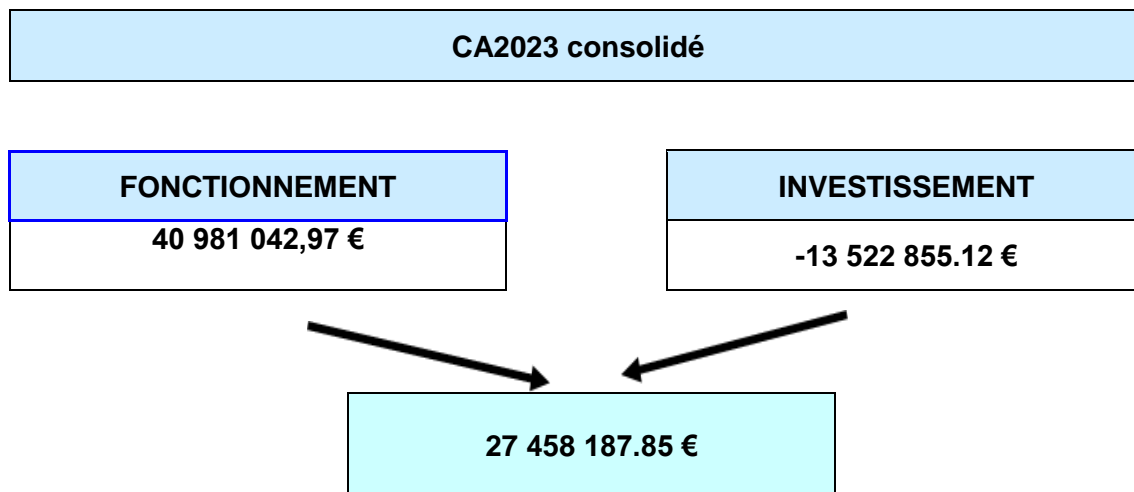 CA2023 consolidé
FONCTIONNEMENT
40 981 042,97 €
INVESTISSEMENT
-13 522 855.12 €
27 458 187.85 €